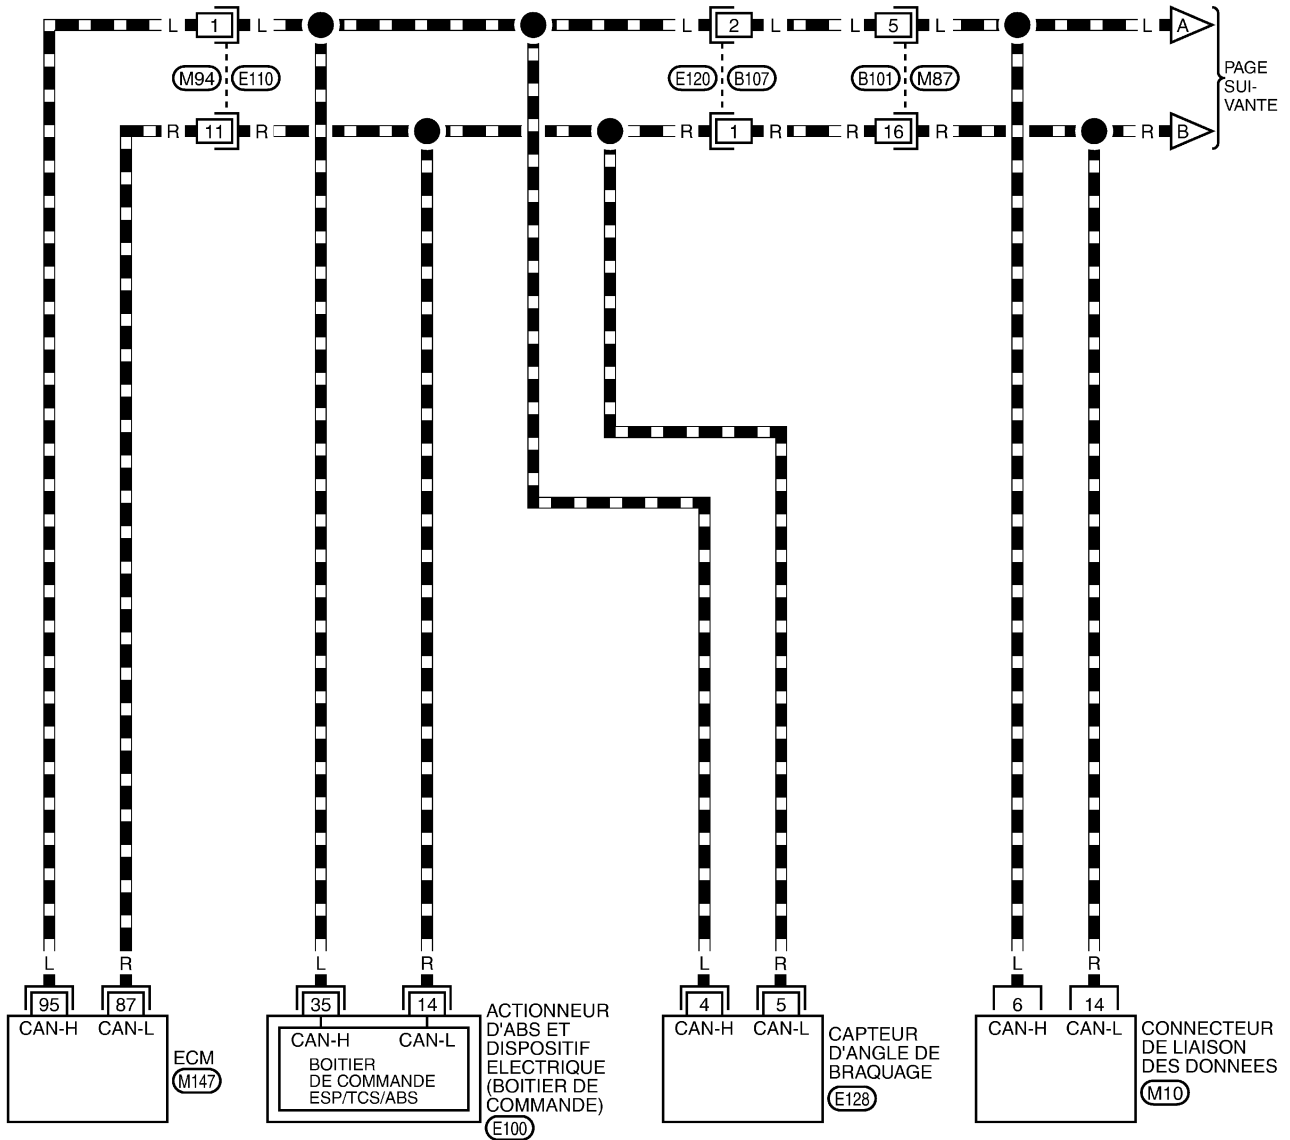 L 1 L L 2 L L 5 L L A
M94 E110 E120 B107 B101 M87
PAGE
SUI-
VANTE
R 11 R R 1 R R 16 R R B
L R L R L R L R
95 87 35 14 4 5 6 14
CAN-H CAN-L
ECM
M147
CAN-H CAN-L
BOITIER
DE COMMANDE
ESP/TCS/ABS
ACTIONNEUR
D'ABS ET
DISPOSITIF
ELECTRIQUE
(BOITIER DE
COMMANDE)
E100
CAN-H CAN-L
CAPTEUR
D'ANGLE DE
BRAQUAGE
E128
CAN-H CAN-L
CONNECTEUR
DE LIAISON
DES DONNEES
M10